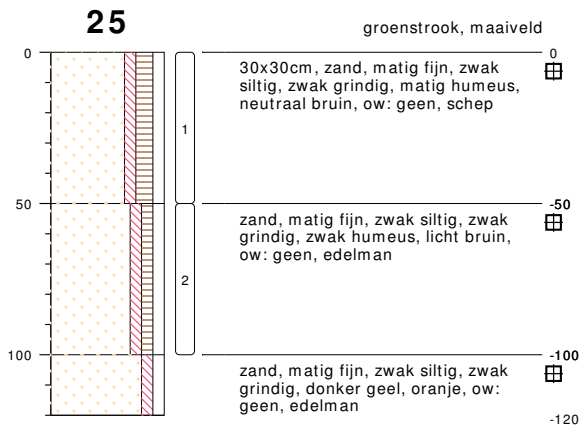 25
groenstrook, maaiveld
0
0
30x30cm, zand, matig fijn, zwak
siltig, zwak grindig, matig humeus,
neutraal bruin, ow: geen, schep
1
50
-50
zand, matig fijn, zwak siltig, zwak
grindig, zwak humeus, licht bruin,
ow: geen, edelman
2
100
-100
zand, matig fijn, zwak siltig, zwak
grindig, donker geel, oranje, ow:
geen, edelman
-120